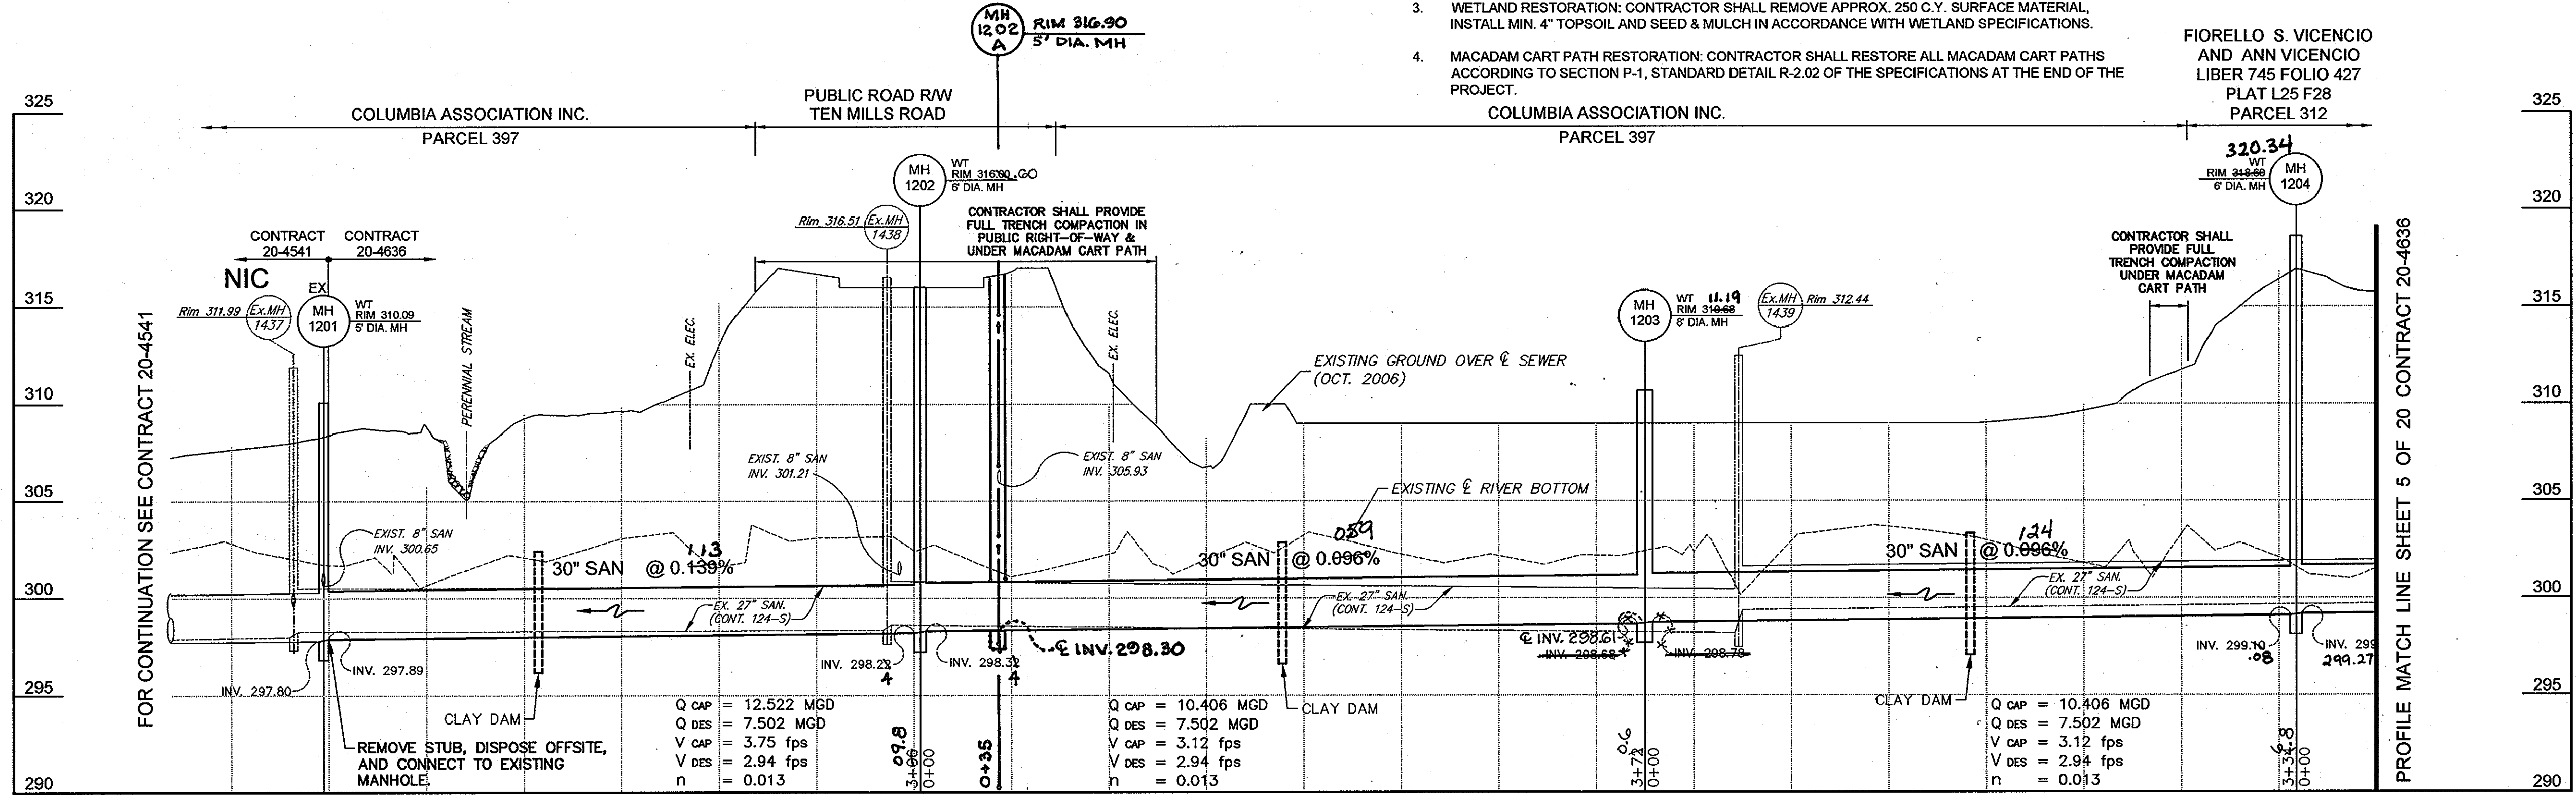 MH
1202
A
RIM 316.90
5' DIA. MH
3. WETLAND RESTORATION: CONTRACTOR SHALL REMOVE APPROX. 250 C.Y. SURFACE MATERIAL,
INSTALL MIN. 4" TOPSOIL AND SEED & MULCH IN ACCORDANCE WITH WETLAND SPECIFICATIONS.
4. MACADAM CART PATH RESTORATION: CONTRACTOR SHALL RESTORE ALL MACADAM CART PATHS
ACCORDING TO SECTION P-1, STANDARD DETAIL R-2.02 OF THE SPECIFICATIONS AT THE END OF THE
PROJECT.
FIORELLO S. VICENCIO
AND ANN VICENCIO
LIBER 745 FOLIO 427
PLAT L25 F28
PARCEL 312
325
COLUMBIA ASSOCIATION INC.
PARCEL 397
PUBLIC ROAD R/W
TEN MILLS ROAD
COLUMBIA ASSOCIATION INC.
PARCEL 397
325
320
320
315
315
310
310
305
305
300
300
295
295
290
290
FOR CONTINUATION SEE CONTRACT 20-4541
CONTRACT
20-4541
CONTRACT
20-4636
NIC
Rim 311.99
Ex.MH
1437
EX
MH
1201
WT
RIM 310.09
5' DIA. MH
PERENNIAL STREAM
EX. ELEC.
Rim 316.51
Ex.MH
1438
MH
1202
WT
RIM 316.00 .60
6' DIA. MH
CONTRACTOR SHALL PROVIDE
FULL TRENCH COMPACTION IN
PUBLIC RIGHT-OF-WAY &
UNDER MACADAM CART PATH
EX. ELEC.
EXISTING GROUND OVER ℄ SEWER
(OCT. 2006)
MH
1203
WT 11.19
RIM 310.68
8' DIA. MH
Ex.MH
1439
Rim 312.44
CONTRACTOR SHALL
PROVIDE FULL
TRENCH COMPACTION
UNDER MACADAM
CART PATH
320.34
WT
RIM 318.60
6' DIA. MH
MH
1204
PROFILE MATCH LINE SHEET 5 OF 20 CONTRACT 20-4636
EXIST. 8" SAN
INV. 300.65
EXIST. 8" SAN
INV. 301.21
EXIST. 8" SAN
INV. 305.93
EXISTING ℄ RIVER BOTTOM
113
30" SAN @ 0.139%
059
30" SAN @ 0.096%
124
30" SAN @ 0.096%
EX. 27" SAN.
(CONT. 124-S)
EX. 27" SAN.
(CONT. 124-S)
EX. 27" SAN.
(CONT. 124-S)
INV. 297.80
INV. 297.89
INV. 298.22
4
INV. 298.32
4
℄ INV. 298.30
℄ INV. 298.61
INV. 298.68
INV. 298.78
INV. 299.10
.08
INV. 299
299.27
CLAY DAM
CLAY DAM
CLAY DAM
REMOVE STUB, DISPOSE OFFSITE,
AND CONNECT TO EXISTING
MANHOLE.
Q CAP = 12.522 MGD
Q DES = 7.502 MGD
V CAP = 3.75 fps
V DES = 2.94 fps
n = 0.013
09.8
3+06
0+00
0+35
Q CAP = 10.406 MGD
Q DES = 7.502 MGD
V CAP = 3.12 fps
V DES = 2.94 fps
n = 0.013
0.6
3+72
0+00
Q CAP = 10.406 MGD
Q DES = 7.502 MGD
V CAP = 3.12 fps
V DES = 2.94 fps
n = 0.013
0+00